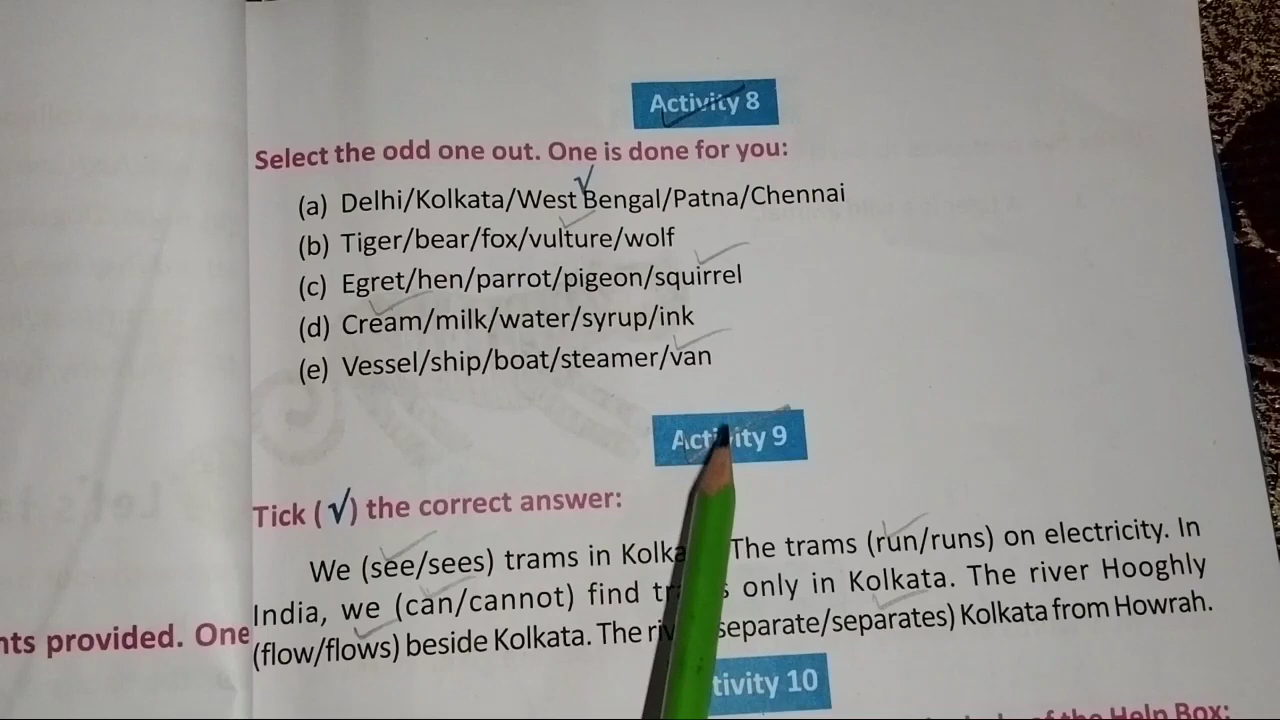 Activity 8
Select the odd one out. One is done for you:
(a) Delhi/Kolkata/West Bengal/Patna/Chennai
(b) Tiger/bear/fox/vulture/wolf
(c) Egret/hen/parrot/pigeon/squirrel
(d) Cream/milk/water/syrup/ink
(e) Vessel/ship/boat/steamer/van
Activity 9
Tick (√) the correct answer:
We (see/sees) trams in Kolka The trams (run/runs) on electricity. In
India, we (can/cannot) find only in Kolkata. The river Hooghly
(flow/flows) beside Kolkata. The separate/separates) Kolkata from Howrah.
nts provided. One
tivity 10
of the Help Box: